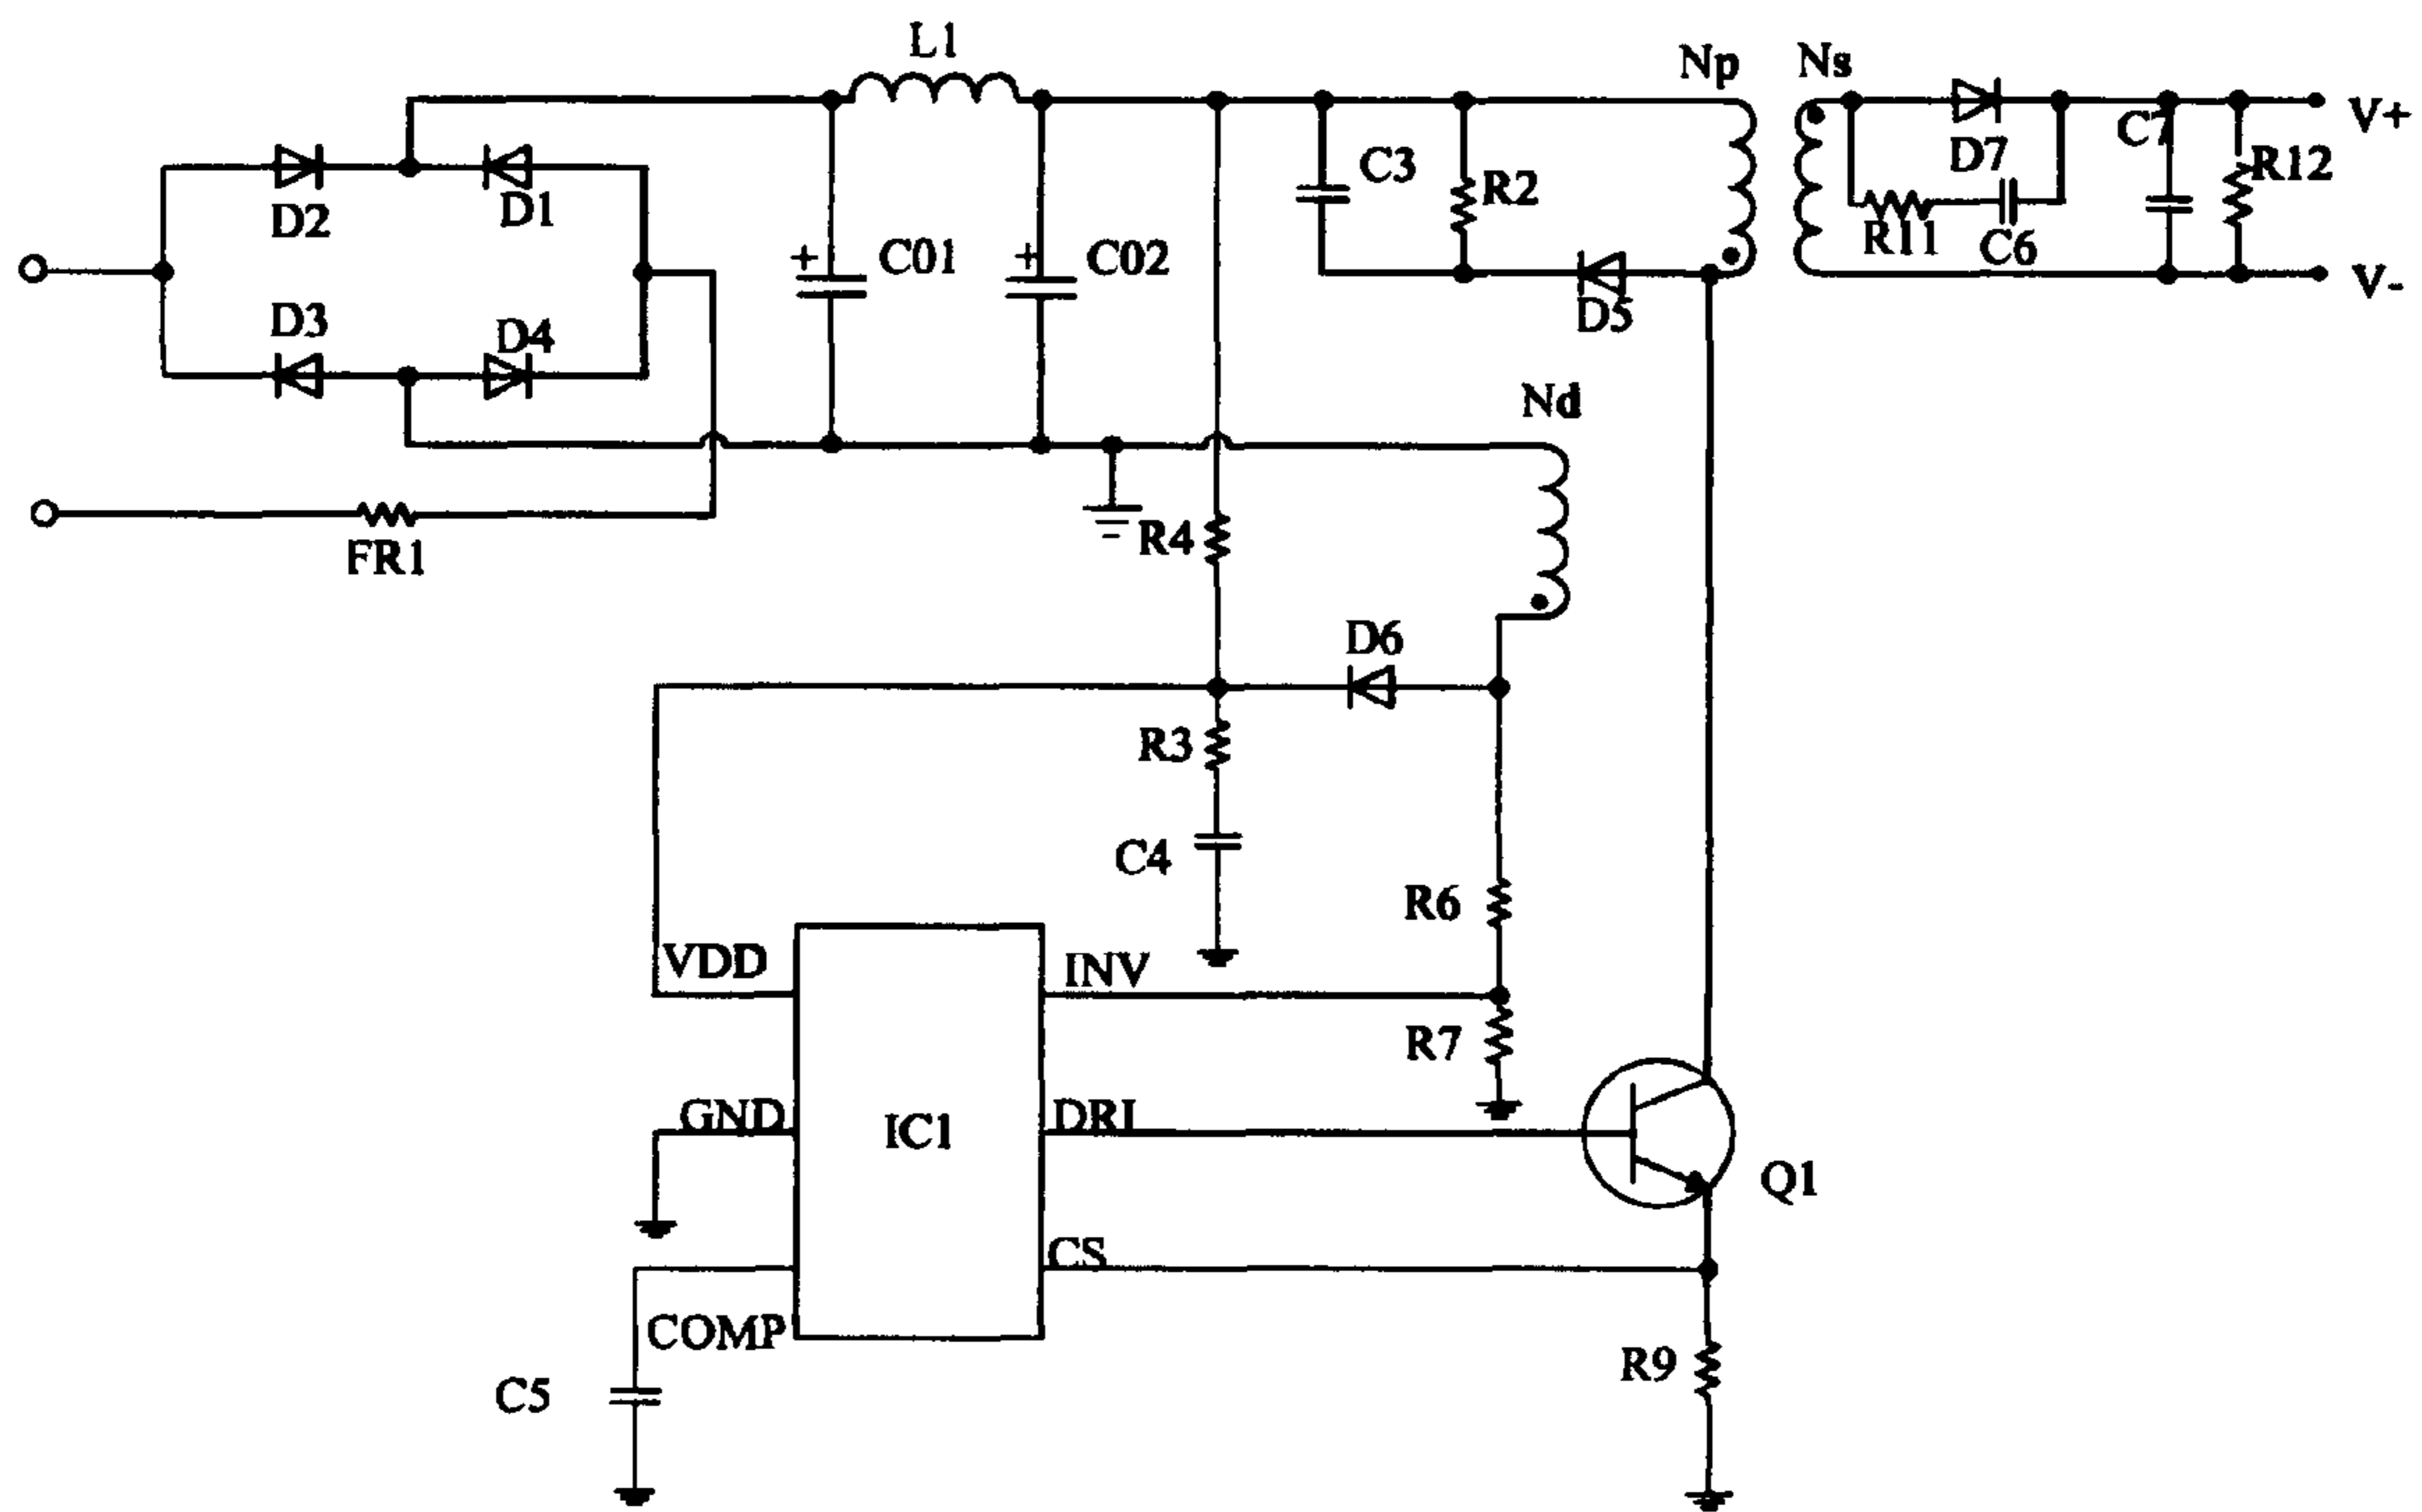 L1
Np
Ns
V+
C7
D7
R12
C3
R2
D2
D1
R11
C6
C01
C02
V-
D3
D4
D5
Nd
R4
FR1
D6
R3
C4
R6
VDD
INV
R7
GND
IC1
DRI
Q1
CS
COMP
R9
C5
+
+